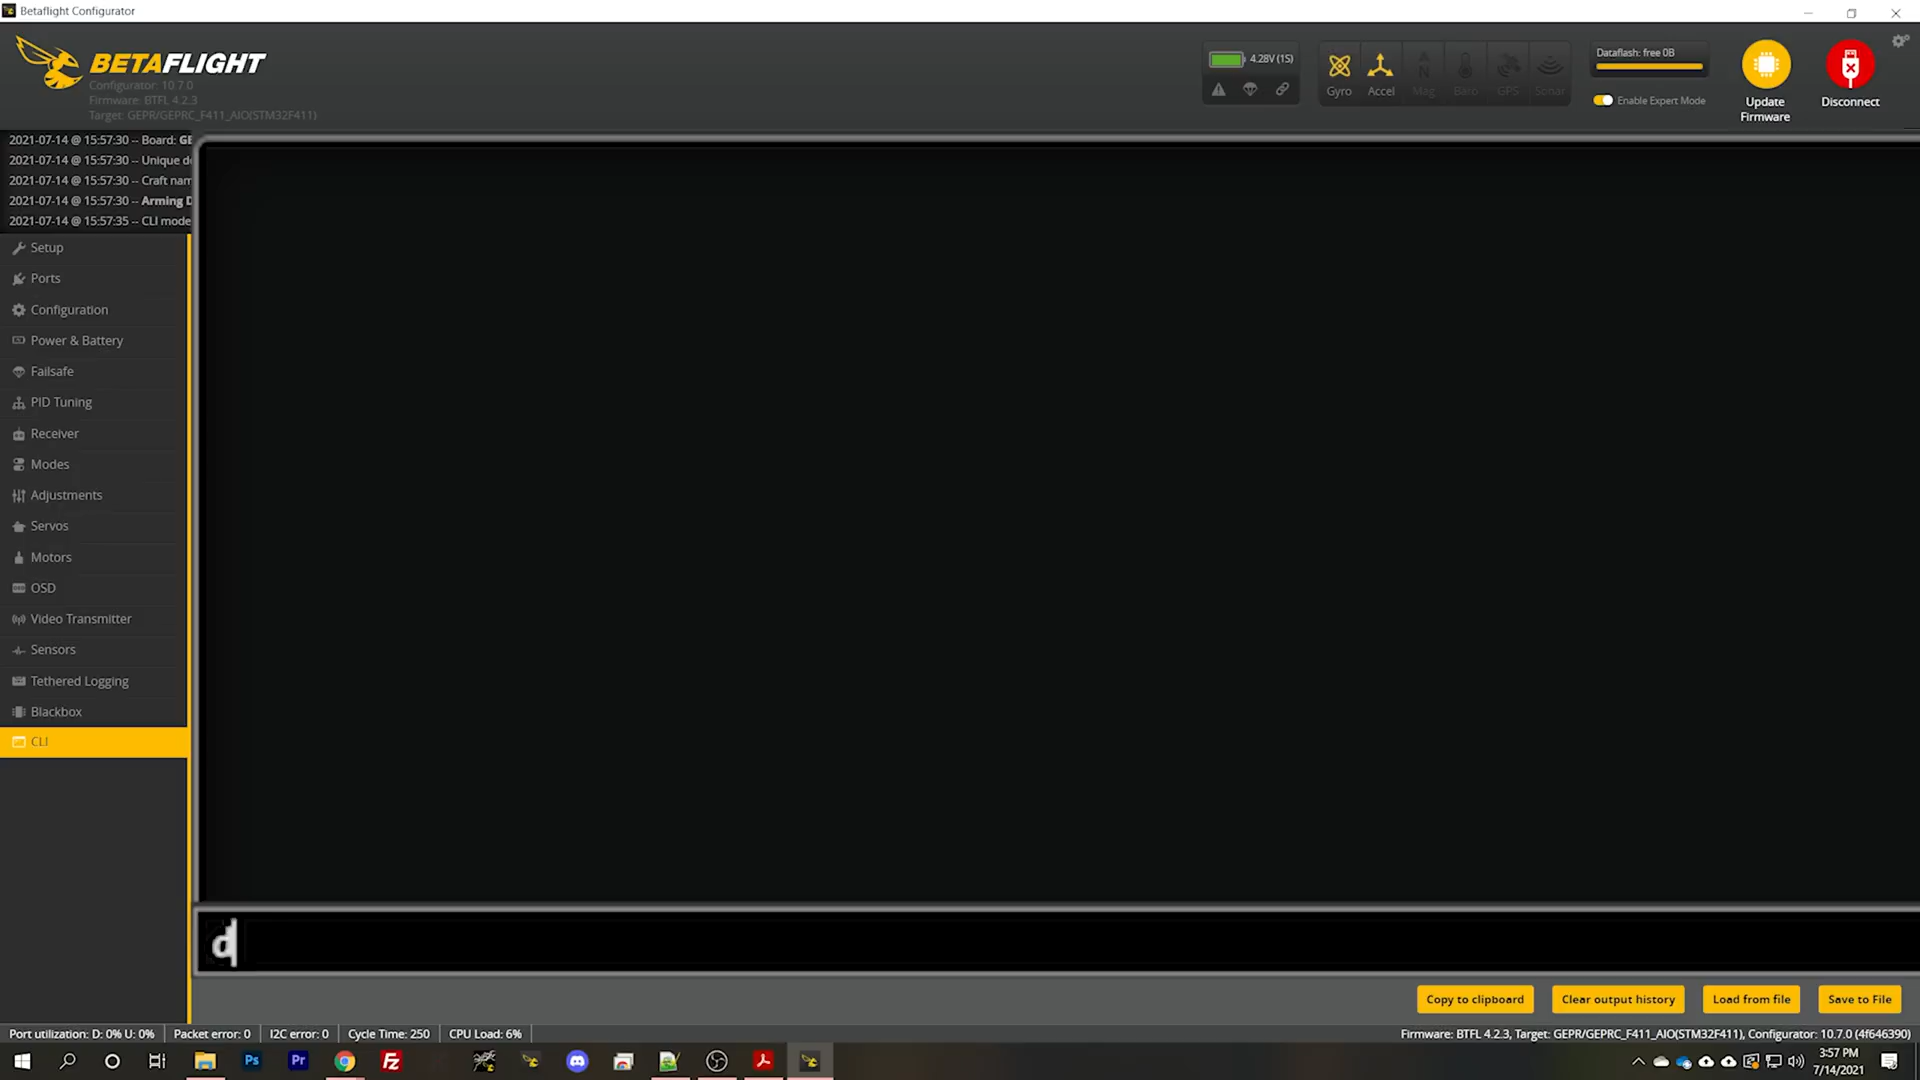 Betaflight Configurator
BETAFLIGHT
Configurator: 10.7.0
Firmware: BTFL 4.2.3
Target: GEPR/GEPRC_F411_AIO(STM32F411)
4.28V (1S)
Gyro
Accel
Mag
Baro
GPS
Sonar
Dataflash: free 0B
Enable Expert Mode
Update
Firmware
Disconnect
2021-07-14 @ 15:57:30 -- Board: GE
2021-07-14 @ 15:57:30 -- Unique de
2021-07-14 @ 15:57:30 -- Craft nam
2021-07-14 @ 15:57:30 -- Arming D
2021-07-14 @ 15:57:35 -- CLI mode
Setup
Ports
Configuration
Power & Battery
Failsafe
PID Tuning
Receiver
Modes
Adjustments
Servos
Motors
OSD
Video Transmitter
Sensors
Tethered Logging
Blackbox
CLI
d
Copy to clipboard
Clear output history
Load from file
Save to File
Port utilization: D: 0% U: 0%
Packet error: 0
I2C error: 0
Cycle Time: 250
CPU Load: 6%
Firmware: BTFL 4.2.3, Target: GEPR/GEPRC_F411_AIO(STM32F411), Configurator: 10.7.0 (4f646390)
Ps
Pr
Fz
3:57 PM
7/14/2021